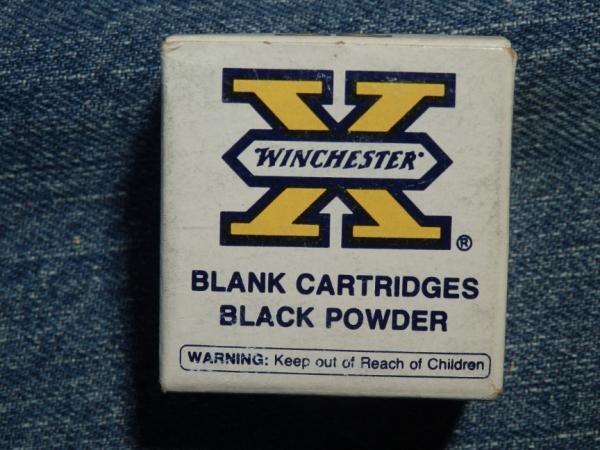 X
WINCHESTER®
®
BLANK CARTRIDGES
BLACK POWDER
WARNING: Keep out of Reach of Children